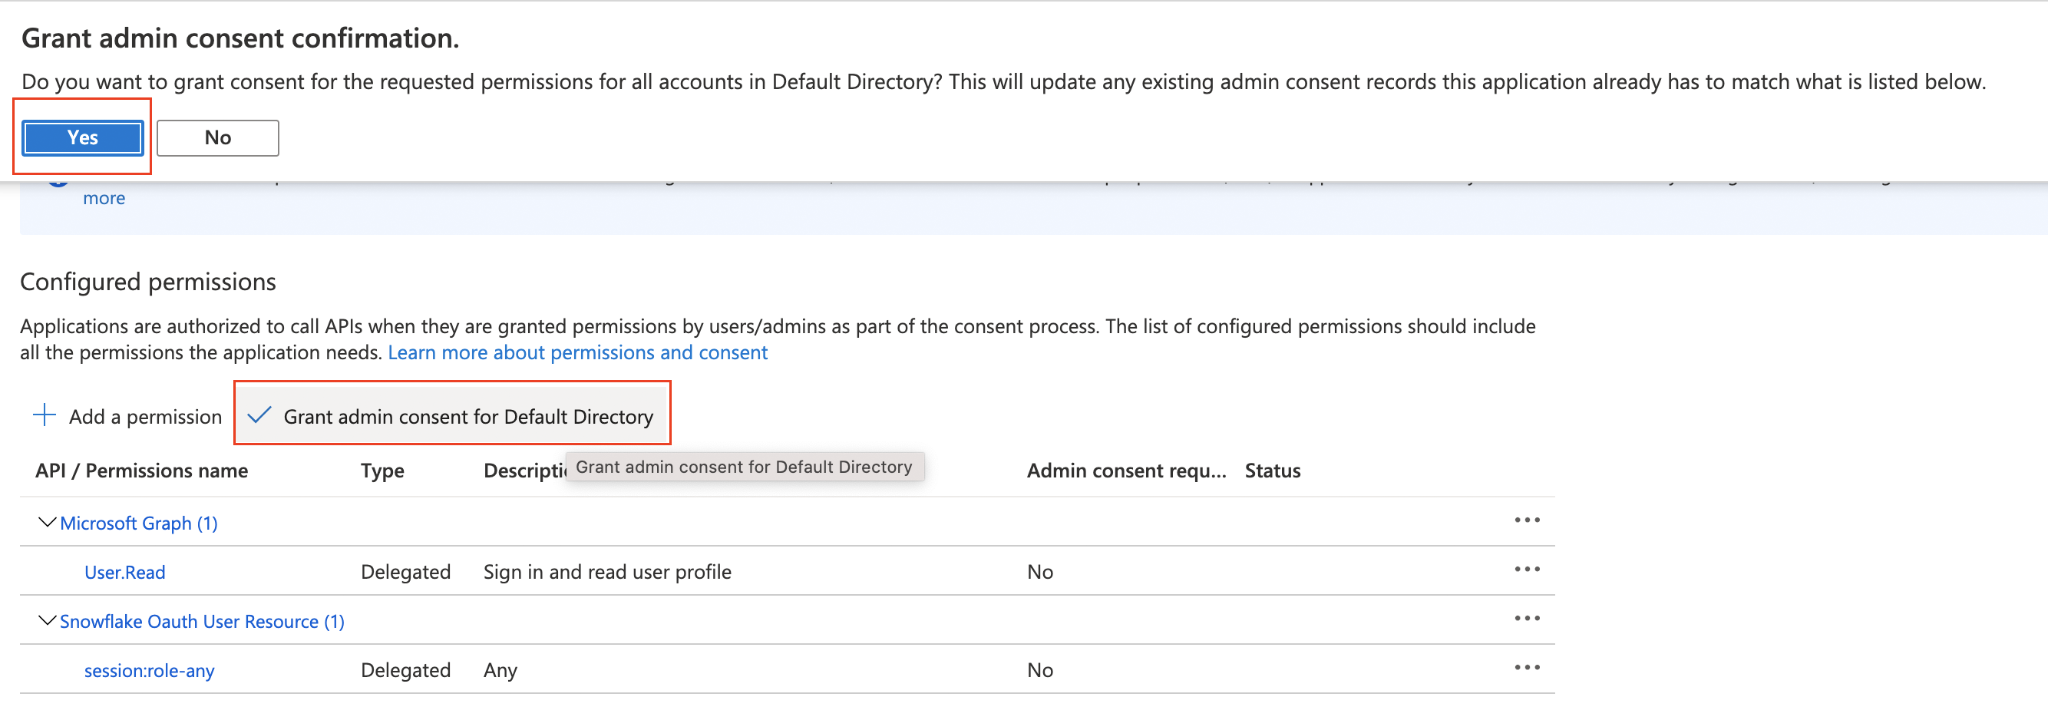 Grant admin consent confirmation.
Do you want to grant consent for the requested permissions for all accounts in Default Directory? This will update any existing admin consent records this application already has to match what is listed below.
Yes No
more
Configured permissions
Applications are authorized to call APIs when they are granted permissions by users/admins as part of the consent process. The list of configured permissions should include
all the permissions the application needs. Learn more about permissions and consent
Add a permission Grant admin consent for Default Directory
API / Permissions name Type Descripti Grant admin consent for Default Directory Admin consent requ... Status
Microsoft Graph (1)
User.Read Delegated Sign in and read user profile No
Snowflake Oauth User Resource (1)
session:role-any Delegated Any No